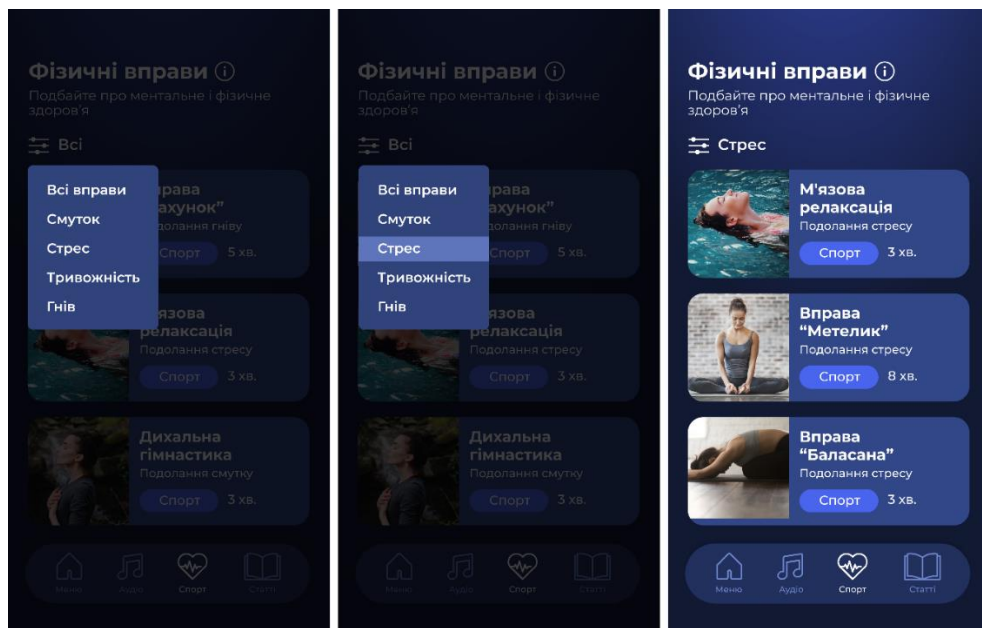 Фізичні вправи
Подбайте про ментальне і фізичне
здоров'я
Всі
Всі вправи
Смуток
Стрес
Тривожність
Гнів
рава
ахунок”
долання гніву
Спорт 5 хв.
язова
релаксація
Подолання стресу
Спорт 3 хв.
Дихальна
гімнастика
Подолання смутку
Спорт 3 хв.
Меню Аудіо Спорт Статті
Фізичні вправи
Подбайте про ментальне і фізичне
здоров'я
Всі
Всі вправи
Смуток
Стрес
Тривожність
Гнів
рава
ахунок”
долання гніву
Спорт 5 хв.
язова
релаксація
Подолання стресу
Спорт 3 хв.
Дихальна
гімнастика
Подолання смутку
Спорт 3 хв.
Меню Аудіо Спорт Статті
Фізичні вправи
Подбайте про ментальне і фізичне
здоров'я
Стрес
М'язова
релаксація
Подолання стресу
Спорт 3 хв.
Вправа
“Метелик”
Подолання стресу
Спорт 8 хв.
Вправа
“Баласана”
Подолання стресу
Спорт 3 хв.
Меню Аудіо Спорт Статті